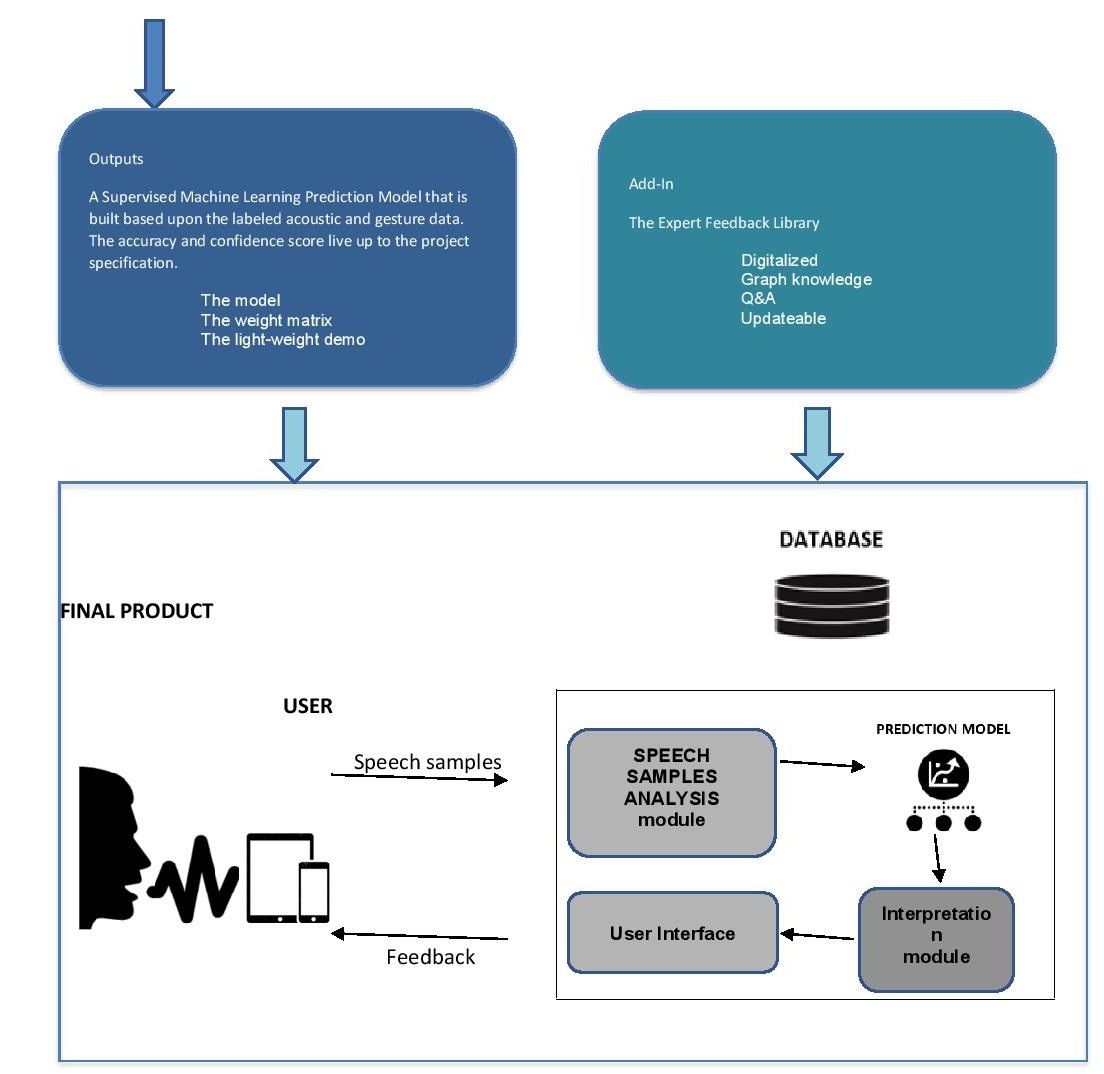 Outputs
A Supervised Machine Learning Prediction Model that is
built based upon the labeled acoustic and gesture data.
The accuracy and confidence score live up to the project
specification.
The model
The weight matrix
The light-weight demo
Add-In
The Expert Feedback Library
Digitalized
Graph knowledge
Q&A
Updateable
DATABASE
FINAL PRODUCT
USER
Speech samples
Feedback
SPEECH
SAMPLES
ANALYSIS
module
PREDICTION MODEL
User Interface
Interpretatio
n
module